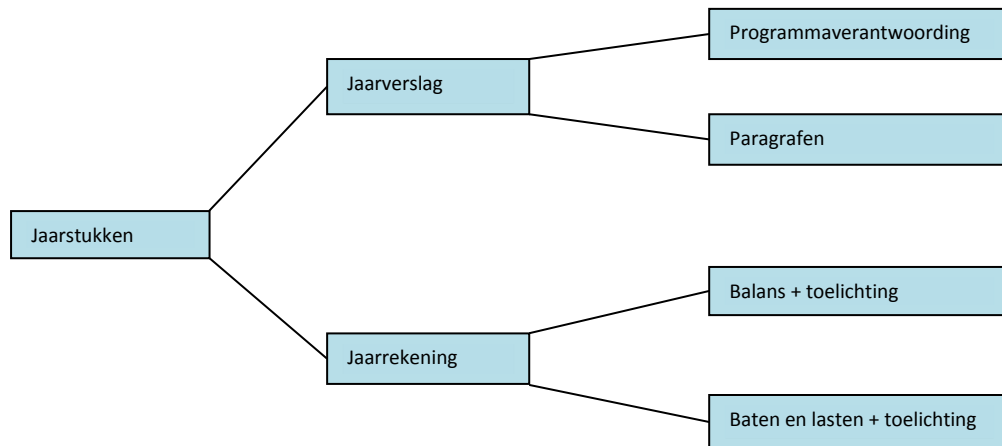 Programmaverantwoording
Jaarverslag
Paragrafen
Jaarstukken
Balans + toelichting
Jaarrekening
Baten en lasten + toelichting